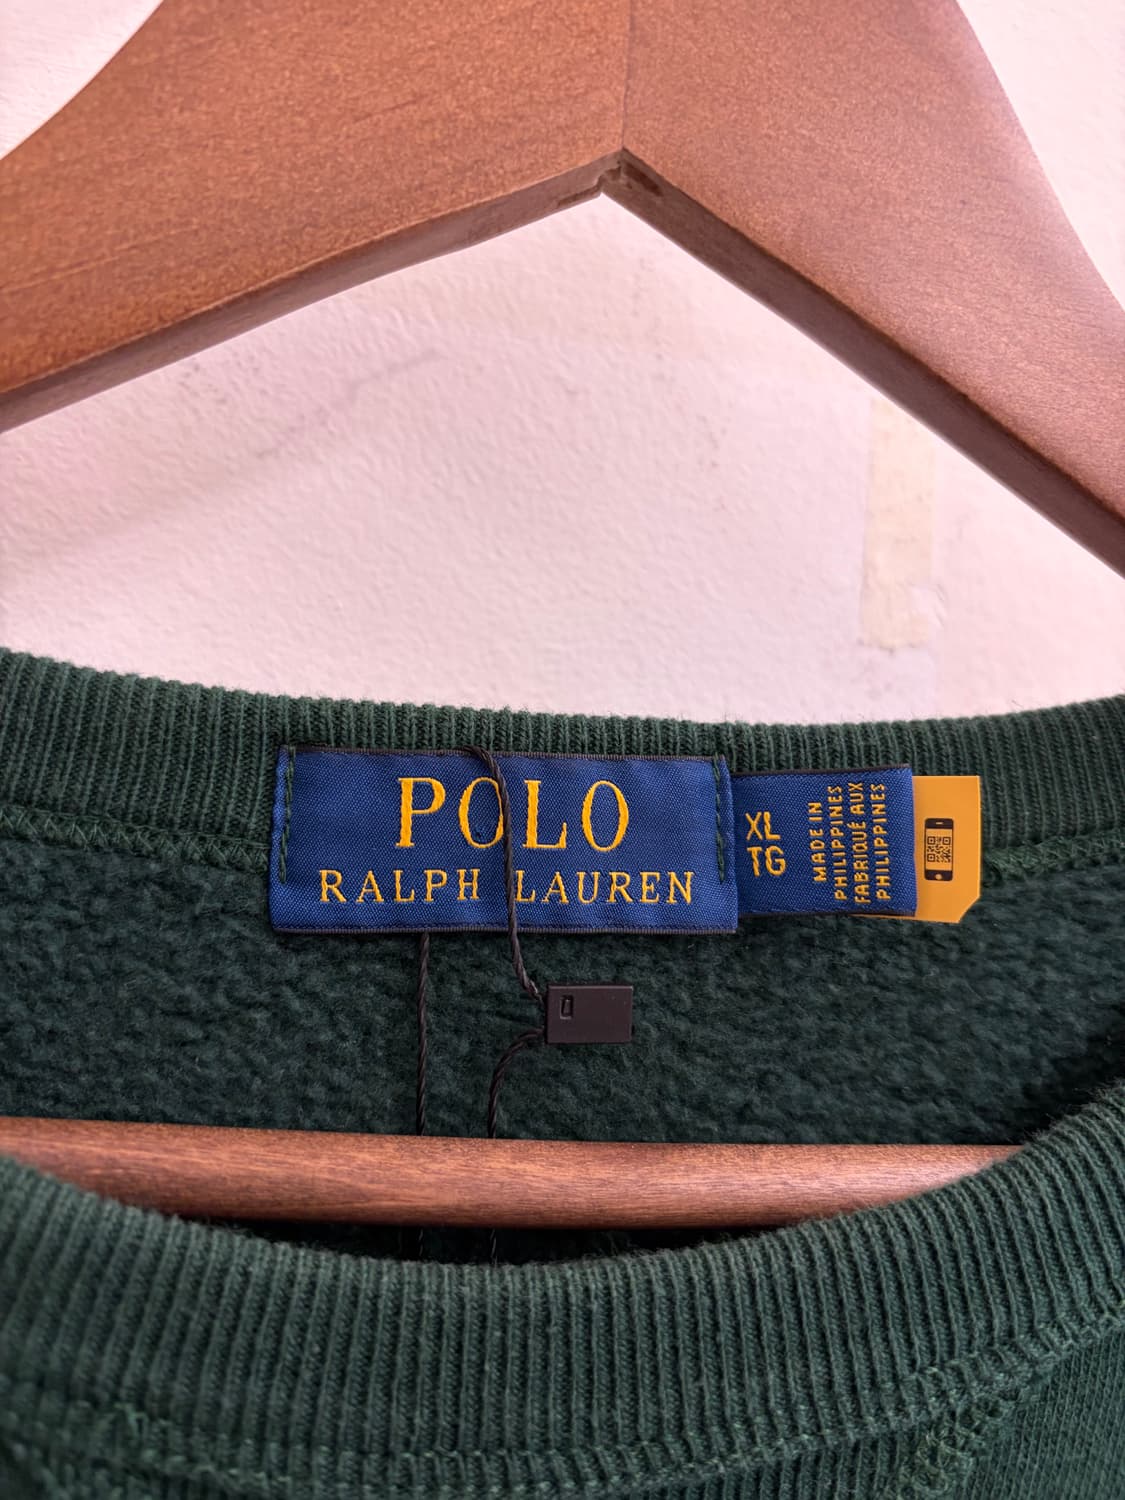 POLO
RALPH LAUREN
XL
TG
MADE IN
PHILIPPINES
FABRIQUÉ AUX
PHILIPPINES